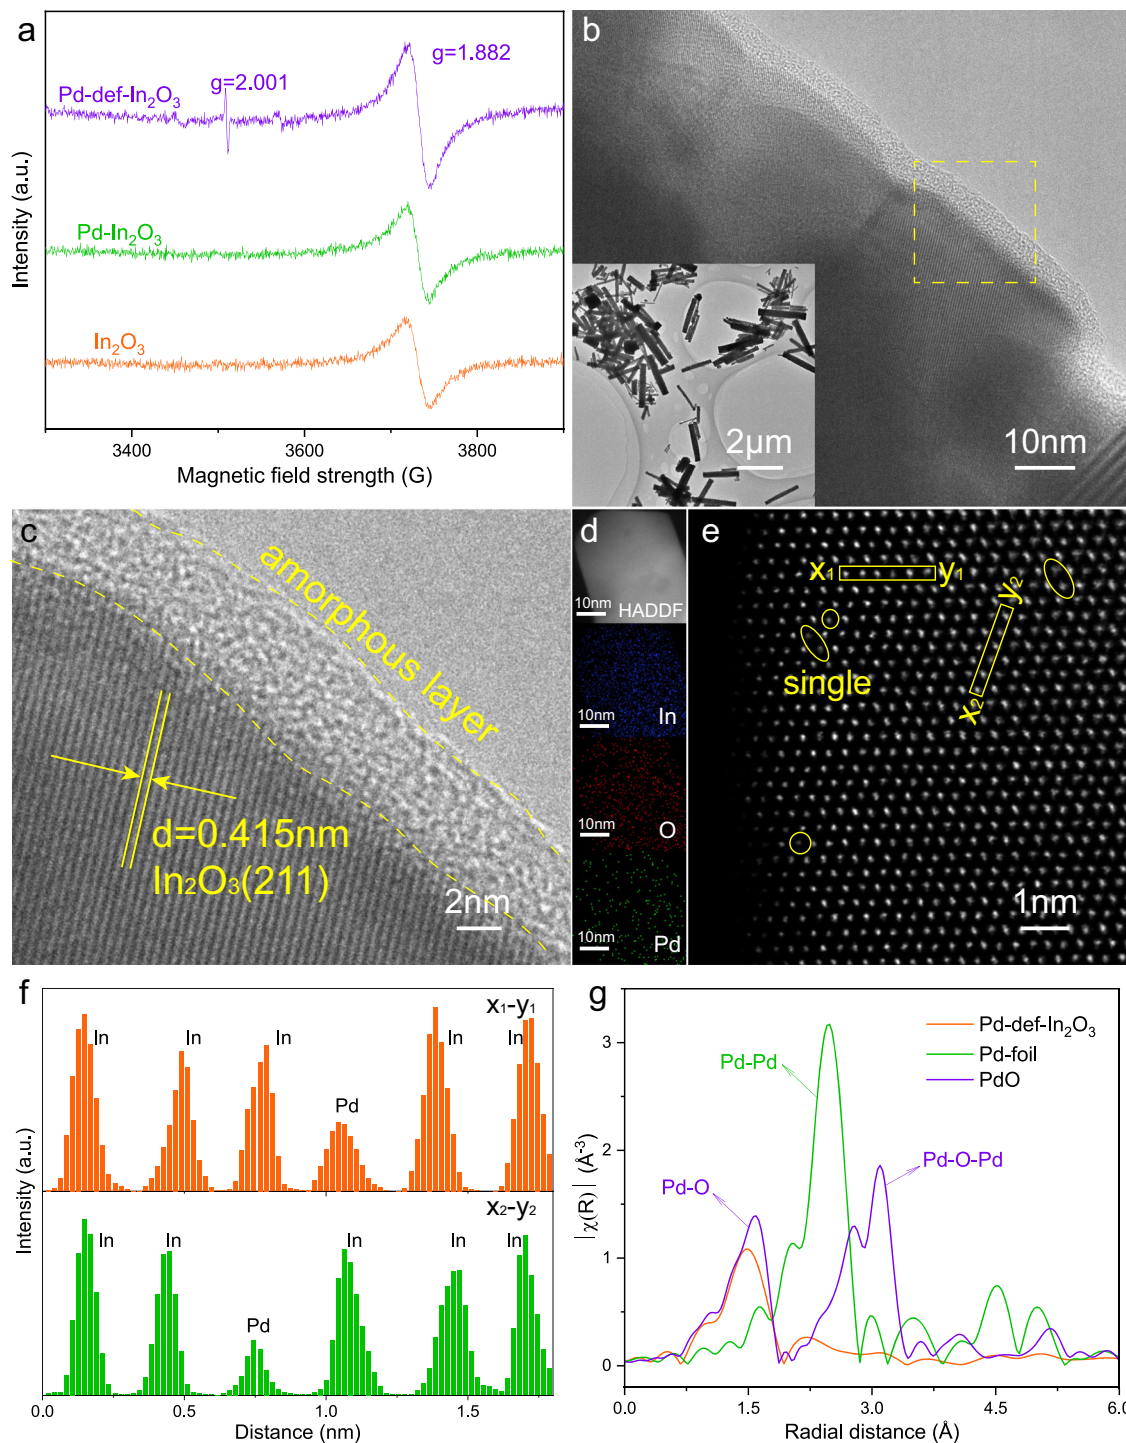 a
Pd-def-In₂O₃
g=2.001
g=1.882
Pd-In₂O₃
In₂O₃
Intensity (a.u.)
3400
3600
3800
Magnetic field strength (G)
b
2μm
10nm
c
amorphous layer
d=0.415nm
In₂O₃(211)
2nm
d
10nm
HADDF
10nm
In
10nm
O
10nm
Pd
e
x₁
y₁
y₂
x₂
single
1nm
f
x₁-y₁
In
In
In
Pd
In
In
x₂-y₂
In
In
Pd
In
In
In
Intensity (a.u.)
0.0
0.5
1.0
1.5
Distance (nm)
g
Pd-def-In₂O₃
Pd-foil
PdO
Pd-Pd
Pd-O
Pd-O-Pd
|χ(R)| (Å⁻³)
3
2
1
0
0.0
1.5
3.0
4.5
6.0
Radial distance (Å)